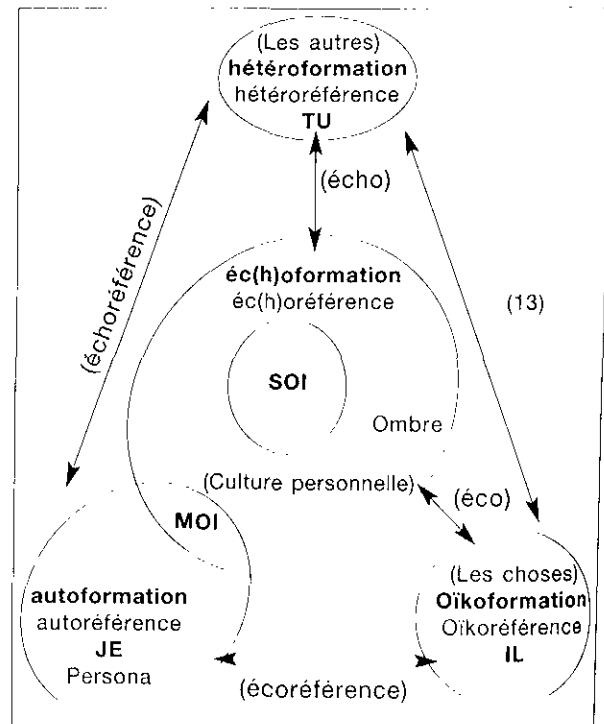 (Les autres)
hétéroformation
hétéroréférence
TU
(écho)
(échoréférence)
éc(h)oformation
éc(h)oréférence
(13)
SOI
Ombre
(Culture personnelle)
(éco)
MOI
(Les choses)
Oïkoformation
Oïkoréférence
IL
autoformation
autoréférence
JE
Persona
(écoréférence)